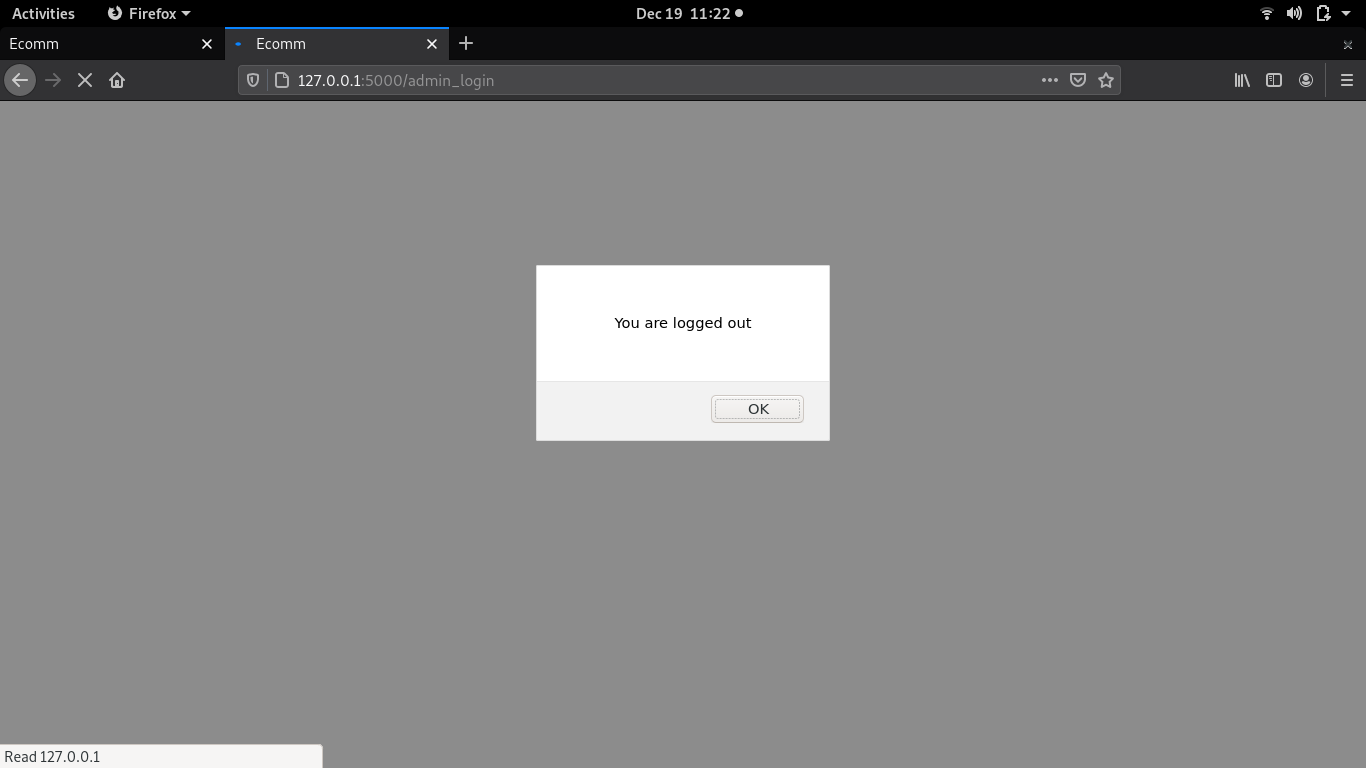 Activities Firefox Dec 19 11:22
Ecomm Ecomm
127.0.0.1:5000/admin_login
You are logged out
OK
Read 127.0.0.1